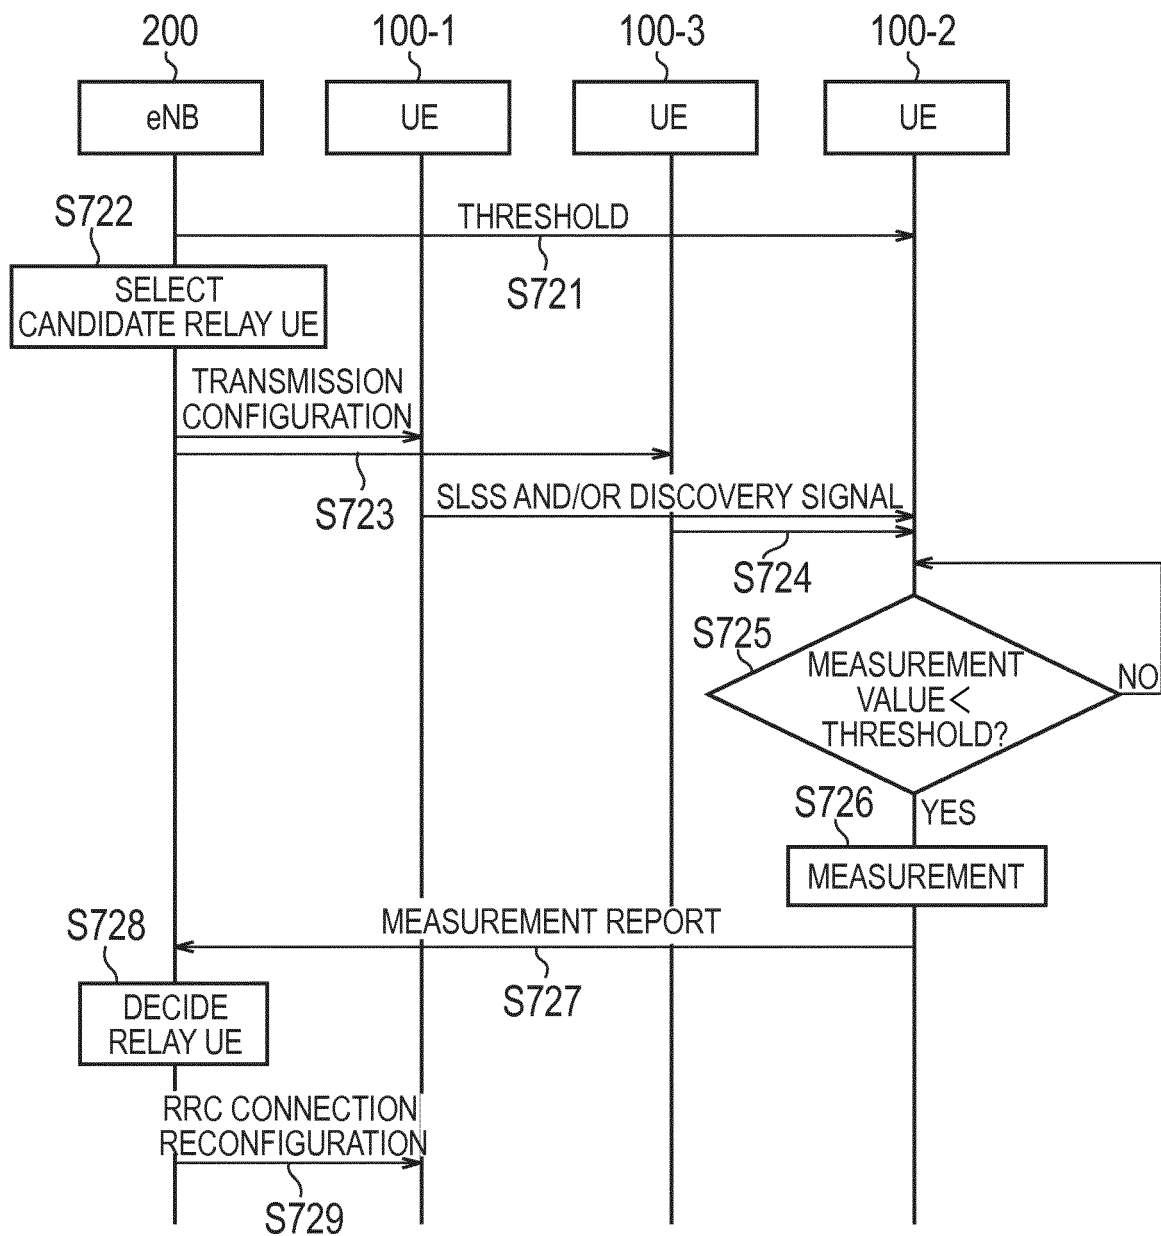 200
100-1
100-3
100-2
eNB
UE
UE
UE
S722
THRESHOLD
S721
SELECT
CANDIDATE RELAY UE
TRANSMISSION
CONFIGURATION
S723
SLSS AND/OR DISCOVERY SIGNAL
S724
S725
MEASUREMENT
VALUE<
THRESHOLD?
NO
S726
YES
MEASUREMENT
S728
MEASUREMENT REPORT
S727
DECIDE
RELAY UE
RRC CONNECTION
RECONFIGURATION
S729